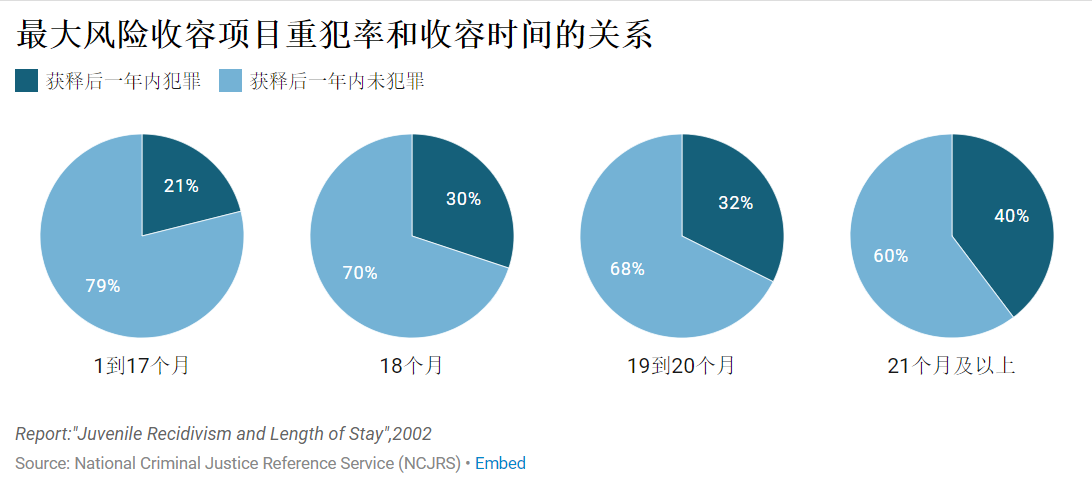 最大风险收容项目重犯率和收容时间的关系
获释后一年内犯罪 获释后一年内未犯罪
21% 79%
30% 70%
32% 68%
40% 60%
1到17个月 18个月 19到20个月 21个月及以上
Report:"Juvenile Recidivism and Length of Stay",2002
Source: National Criminal Justice Reference Service (NCJRS) • Embed